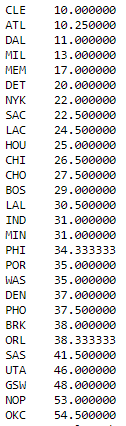 CLE 10.000000
ATL 10.250000
DAL 11.000000
MIL 13.000000
MEM 17.000000
DET 20.000000
NYK 22.000000
SAC 22.500000
LAC 24.500000
HOU 25.000000
CHI 26.500000
CHO 27.500000
BOS 29.000000
LAL 30.500000
IND 31.000000
MIN 31.000000
PHI 34.333333
POR 35.000000
WAS 35.000000
DEN 37.000000
PHO 37.500000
BRK 38.000000
ORL 38.333333
SAS 41.500000
UTA 46.000000
GSW 48.000000
NOP 53.000000
OKC 54.500000